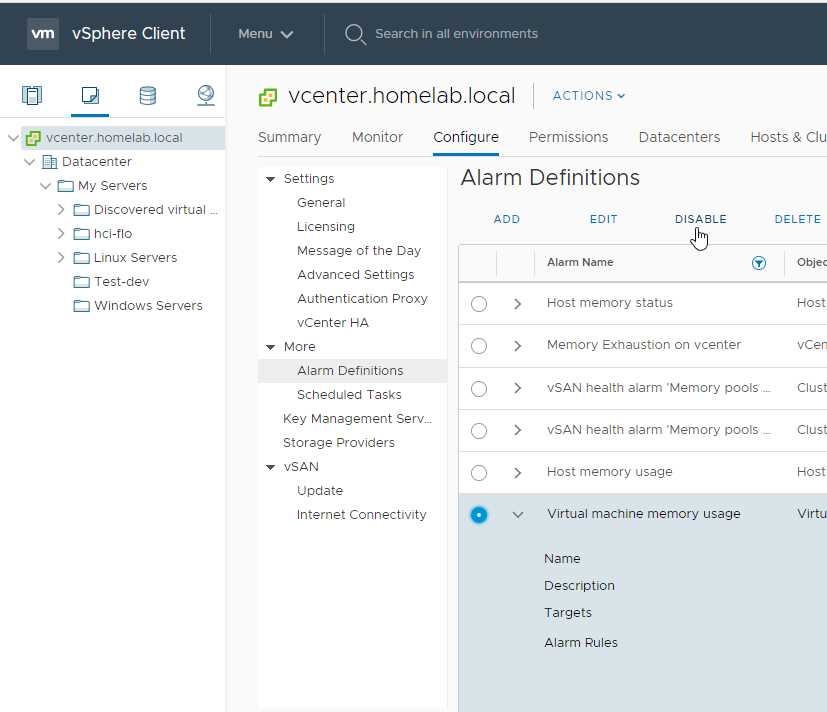 vm vSphere Client Menu Search in all environments
vcenter.homelab.local
Datacenter
My Servers
Discovered virtual ...
hci-flo
Linux Servers
Test-dev
Windows Servers
vcenter.homelab.local ACTIONS
Summary Monitor Configure Permissions Datacenters Hosts & Clu
Settings
General
Licensing
Message of the Day
Advanced Settings
Authentication Proxy
vCenter HA
More
Alarm Definitions
Scheduled Tasks
Key Management Serv...
Storage Providers
vSAN
Update
Internet Connectivity
Alarm Definitions
ADD EDIT DISABLE DELETE
Alarm Name Objec
Host memory status Host
Memory Exhaustion on vcenter vCen
vSAN health alarm 'Memory pools ... Clust
vSAN health alarm 'Memory pools ... Clust
Host memory usage Host
Virtual machine memory usage Virtu
Name
Description
Targets
Alarm Rules